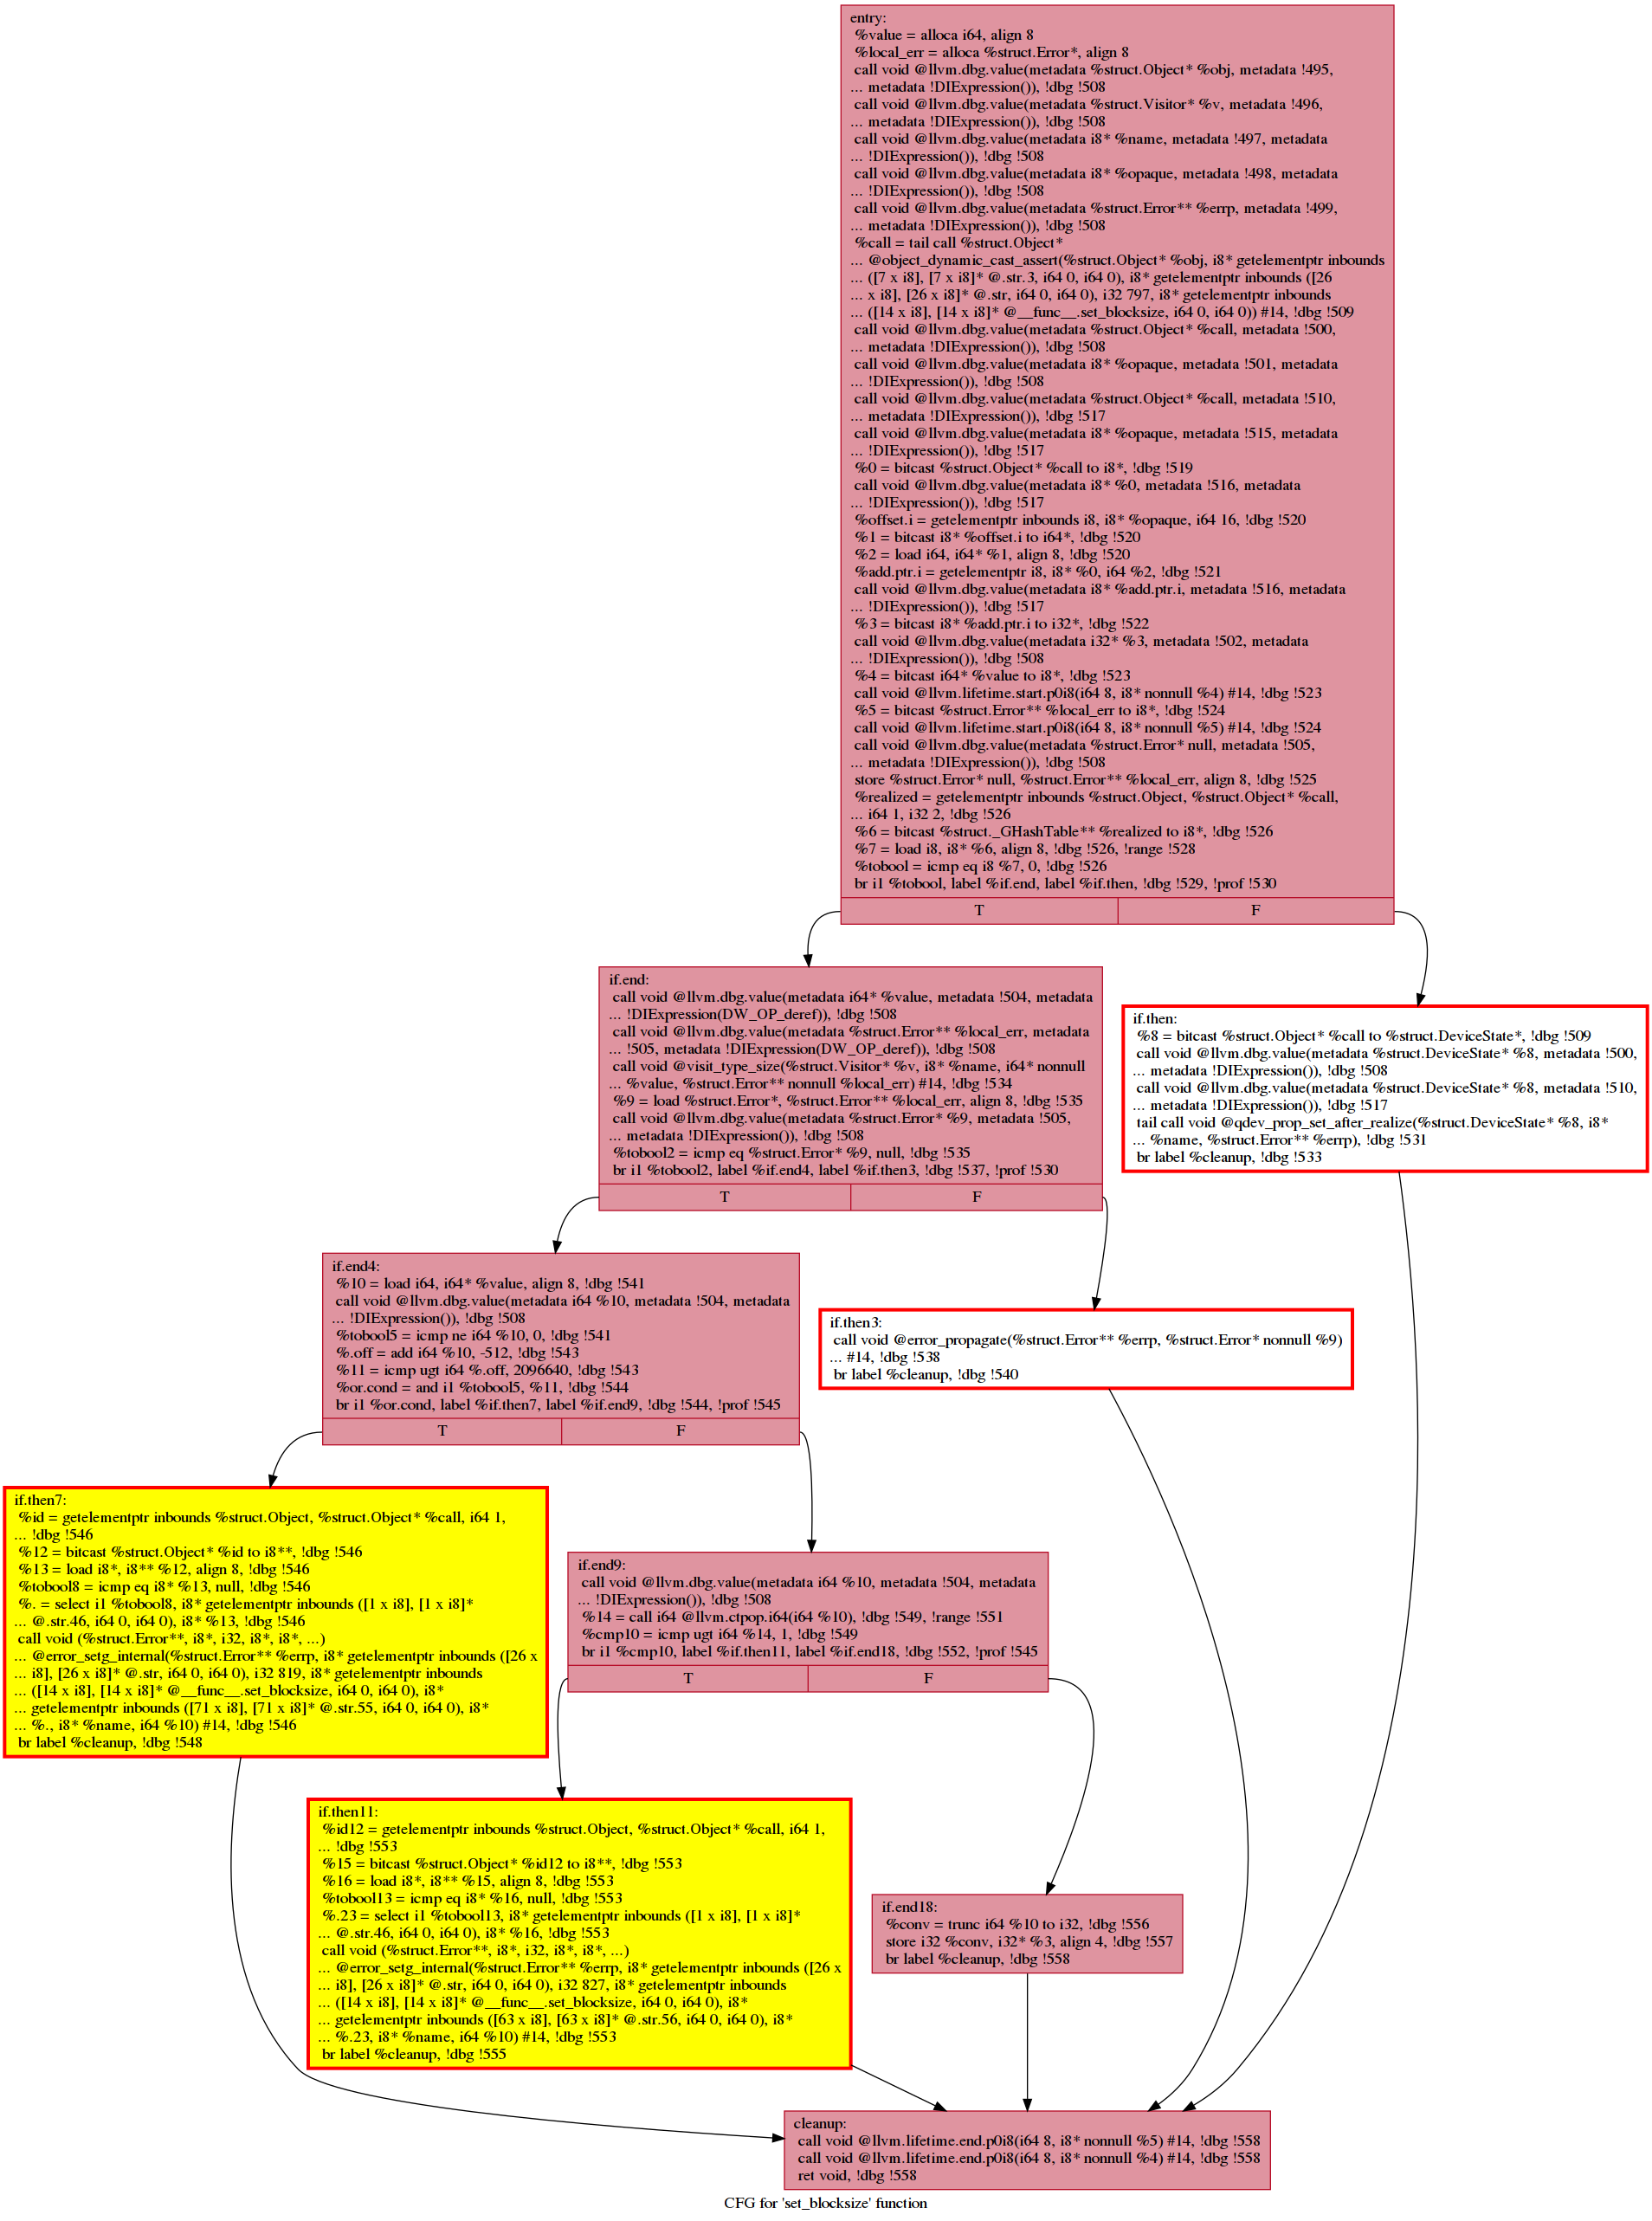 entry:
%value = alloca i64, align 8
%local_err = alloca %struct.Error*, align 8
call void @llvm.dbg.value(metadata %struct.Object* %obj, metadata !495,
... metadata !DIExpression()), !dbg !508
call void @llvm.dbg.value(metadata %struct.Visitor* %v, metadata !496,
... metadata !DIExpression()), !dbg !508
call void @llvm.dbg.value(metadata i8* %name, metadata !497, metadata
... !DIExpression()), !dbg !508
call void @llvm.dbg.value(metadata i8* %opaque, metadata !498, metadata
... !DIExpression()), !dbg !508
call void @llvm.dbg.value(metadata %struct.Error** %errp, metadata !499,
... metadata !DIExpression()), !dbg !508
%call = tail call %struct.Object*
... @object_dynamic_cast_assert(%struct.Object* %obj, i8* getelementptr inbounds
... ([7 x i8], [7 x i8]* @.str.3, i64 0, i64 0), i8* getelementptr inbounds ([26
... x i8], [26 x i8]* @.str, i64 0, i64 0), i32 797, i8* getelementptr inbounds
... ([14 x i8], [14 x i8]* @__func__.set_blocksize, i64 0, i64 0)) #14, !dbg !509
call void @llvm.dbg.value(metadata %struct.Object* %call, metadata !500,
... metadata !DIExpression()), !dbg !508
call void @llvm.dbg.value(metadata i8* %opaque, metadata !501, metadata
... !DIExpression()), !dbg !508
call void @llvm.dbg.value(metadata %struct.Object* %call, metadata !510,
... metadata !DIExpression()), !dbg !517
call void @llvm.dbg.value(metadata i8* %opaque, metadata !515, metadata
... !DIExpression()), !dbg !517
%0 = bitcast %struct.Object* %call to i8*, !dbg !519
call void @llvm.dbg.value(metadata i8* %0, metadata !516, metadata
... !DIExpression()), !dbg !517
%offset.i = getelementptr inbounds i8, i8* %opaque, i64 16, !dbg !520
%1 = bitcast i8* %offset.i to i64*, !dbg !520
%2 = load i64, i64* %1, align 8, !dbg !520
%add.ptr.i = getelementptr i8, i8* %0, i64 %2, !dbg !521
call void @llvm.dbg.value(metadata i8* %add.ptr.i, metadata !516, metadata
... !DIExpression()), !dbg !517
%3 = bitcast i8* %add.ptr.i to i32*, !dbg !522
call void @llvm.dbg.value(metadata i32* %3, metadata !502, metadata
... !DIExpression()), !dbg !508
%4 = bitcast i64* %value to i8*, !dbg !523
call void @llvm.lifetime.start.p0i8(i64 8, i8* nonnull %4) #14, !dbg !523
%5 = bitcast %struct.Error** %local_err to i8*, !dbg !524
call void @llvm.lifetime.start.p0i8(i64 8, i8* nonnull %5) #14, !dbg !524
call void @llvm.dbg.value(metadata %struct.Error* null, metadata !505,
... metadata !DIExpression()), !dbg !508
store %struct.Error* null, %struct.Error** %local_err, align 8, !dbg !525
%realized = getelementptr inbounds %struct.Object, %struct.Object* %call,
... i64 1, i32 2, !dbg !526
%6 = bitcast %struct._GHashTable** %realized to i8*, !dbg !526
%7 = load i8, i8* %6, align 8, !dbg !526, !range !528
%tobool = icmp eq i8 %7, 0, !dbg !526
br i1 %tobool, label %if.end, label %if.then, !dbg !529, !prof !530
T F
if.end:
call void @llvm.dbg.value(metadata i64* %value, metadata !504, metadata
... !DIExpression(DW_OP_deref)), !dbg !508
call void @llvm.dbg.value(metadata %struct.Error** %local_err, metadata
... !505, metadata !DIExpression(DW_OP_deref)), !dbg !508
call void @visit_type_size(%struct.Visitor* %v, i8* %name, i64* nonnull
... %value, %struct.Error** nonnull %local_err) #14, !dbg !534
%9 = load %struct.Error*, %struct.Error** %local_err, align 8, !dbg !535
call void @llvm.dbg.value(metadata %struct.Error* %9, metadata !505,
... metadata !DIExpression()), !dbg !508
%tobool2 = icmp eq %struct.Error* %9, null, !dbg !535
br i1 %tobool2, label %if.end4, label %if.then3, !dbg !537, !prof !530
T F
if.then:
%8 = bitcast %struct.Object* %call to %struct.DeviceState*, !dbg !509
call void @llvm.dbg.value(metadata %struct.DeviceState* %8, metadata !500,
... metadata !DIExpression()), !dbg !508
call void @llvm.dbg.value(metadata %struct.DeviceState* %8, metadata !510,
... metadata !DIExpression()), !dbg !517
tail call void @qdev_prop_set_after_realize(%struct.DeviceState* %8, i8*
... %name, %struct.Error** %errp), !dbg !531
br label %cleanup, !dbg !533
if.end4:
%10 = load i64, i64* %value, align 8, !dbg !541
call void @llvm.dbg.value(metadata i64 %10, metadata !504, metadata
... !DIExpression()), !dbg !508
%tobool5 = icmp ne i64 %10, 0, !dbg !541
%.off = add i64 %10, -512, !dbg !543
%11 = icmp ugt i64 %.off, 2096640, !dbg !543
%or.cond = and i1 %tobool5, %11, !dbg !544
br i1 %or.cond, label %if.then7, label %if.end9, !dbg !544, !prof !545
T F
if.then3:
call void @error_propagate(%struct.Error** %errp, %struct.Error* nonnull %9)
... #14, !dbg !538
br label %cleanup, !dbg !540
if.then7:
%id = getelementptr inbounds %struct.Object, %struct.Object* %call, i64 1,
... !dbg !546
%12 = bitcast %struct.Object* %id to i8**, !dbg !546
%13 = load i8*, i8** %12, align 8, !dbg !546
%tobool8 = icmp eq i8* %13, null, !dbg !546
%. = select i1 %tobool8, i8* getelementptr inbounds ([1 x i8], [1 x i8]*
... @.str.46, i64 0, i64 0), i8* %13, !dbg !546
call void (%struct.Error**, i8*, i32, i8*, i8*, ...)
... @error_setg_internal(%struct.Error** %errp, i8* getelementptr inbounds ([26 x
... i8], [26 x i8]* @.str, i64 0, i64 0), i32 819, i8* getelementptr inbounds
... ([14 x i8], [14 x i8]* @__func__.set_blocksize, i64 0, i64 0), i8*
... getelementptr inbounds ([71 x i8], [71 x i8]* @.str.55, i64 0, i64 0), i8*
... %., i8* %name, i64 %10) #14, !dbg !546
br label %cleanup, !dbg !548
if.end9:
call void @llvm.dbg.value(metadata i64 %10, metadata !504, metadata
... !DIExpression()), !dbg !508
%14 = call i64 @llvm.ctpop.i64(i64 %10), !dbg !549, !range !551
%cmp10 = icmp ugt i64 %14, 1, !dbg !549
br i1 %cmp10, label %if.then11, label %if.end18, !dbg !552, !prof !545
T F
if.then11:
%id12 = getelementptr inbounds %struct.Object, %struct.Object* %call, i64 1,
... !dbg !553
%15 = bitcast %struct.Object* %id12 to i8**, !dbg !553
%16 = load i8*, i8** %15, align 8, !dbg !553
%tobool13 = icmp eq i8* %16, null, !dbg !553
%.23 = select i1 %tobool13, i8* getelementptr inbounds ([1 x i8], [1 x i8]*
... @.str.46, i64 0, i64 0), i8* %16, !dbg !553
call void (%struct.Error**, i8*, i32, i8*, i8*, ...)
... @error_setg_internal(%struct.Error** %errp, i8* getelementptr inbounds ([26 x
... i8], [26 x i8]* @.str, i64 0, i64 0), i32 827, i8* getelementptr inbounds
... ([14 x i8], [14 x i8]* @__func__.set_blocksize, i64 0, i64 0), i8*
... getelementptr inbounds ([63 x i8], [63 x i8]* @.str.56, i64 0, i64 0), i8*
... %.23, i8* %name, i64 %10) #14, !dbg !553
br label %cleanup, !dbg !555
if.end18:
%conv = trunc i64 %10 to i32, !dbg !556
store i32 %conv, i32* %3, align 4, !dbg !557
br label %cleanup, !dbg !558
cleanup:
call void @llvm.lifetime.end.p0i8(i64 8, i8* nonnull %5) #14, !dbg !558
call void @llvm.lifetime.end.p0i8(i64 8, i8* nonnull %4) #14, !dbg !558
ret void, !dbg !558
CFG for 'set_blocksize' function